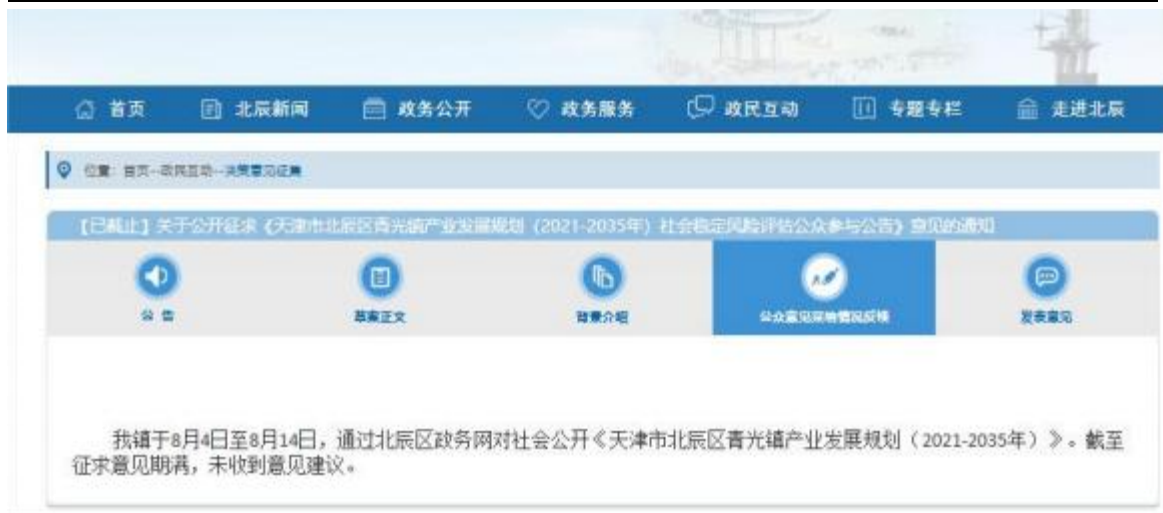 首页 北辰新闻 政务公开 政务服务 政民互动 专题专栏 走进北辰
位置: 首页--政民互动--决策意见征集
【已截止】关于公开征求《天津市北辰区青光镇产业发展规划（2021-2035年）社会稳定风险评估公众参与公告》意见的通知
公 告 草案正文 背景介绍 公众意见采纳情况反馈 发表意见
我镇于8月4日至8月14日，通过北辰区政务网对社会公开《天津市北辰区青光镇产业发展规划（2021-2035年）》。截至
征求意见期满，未收到意见建议。